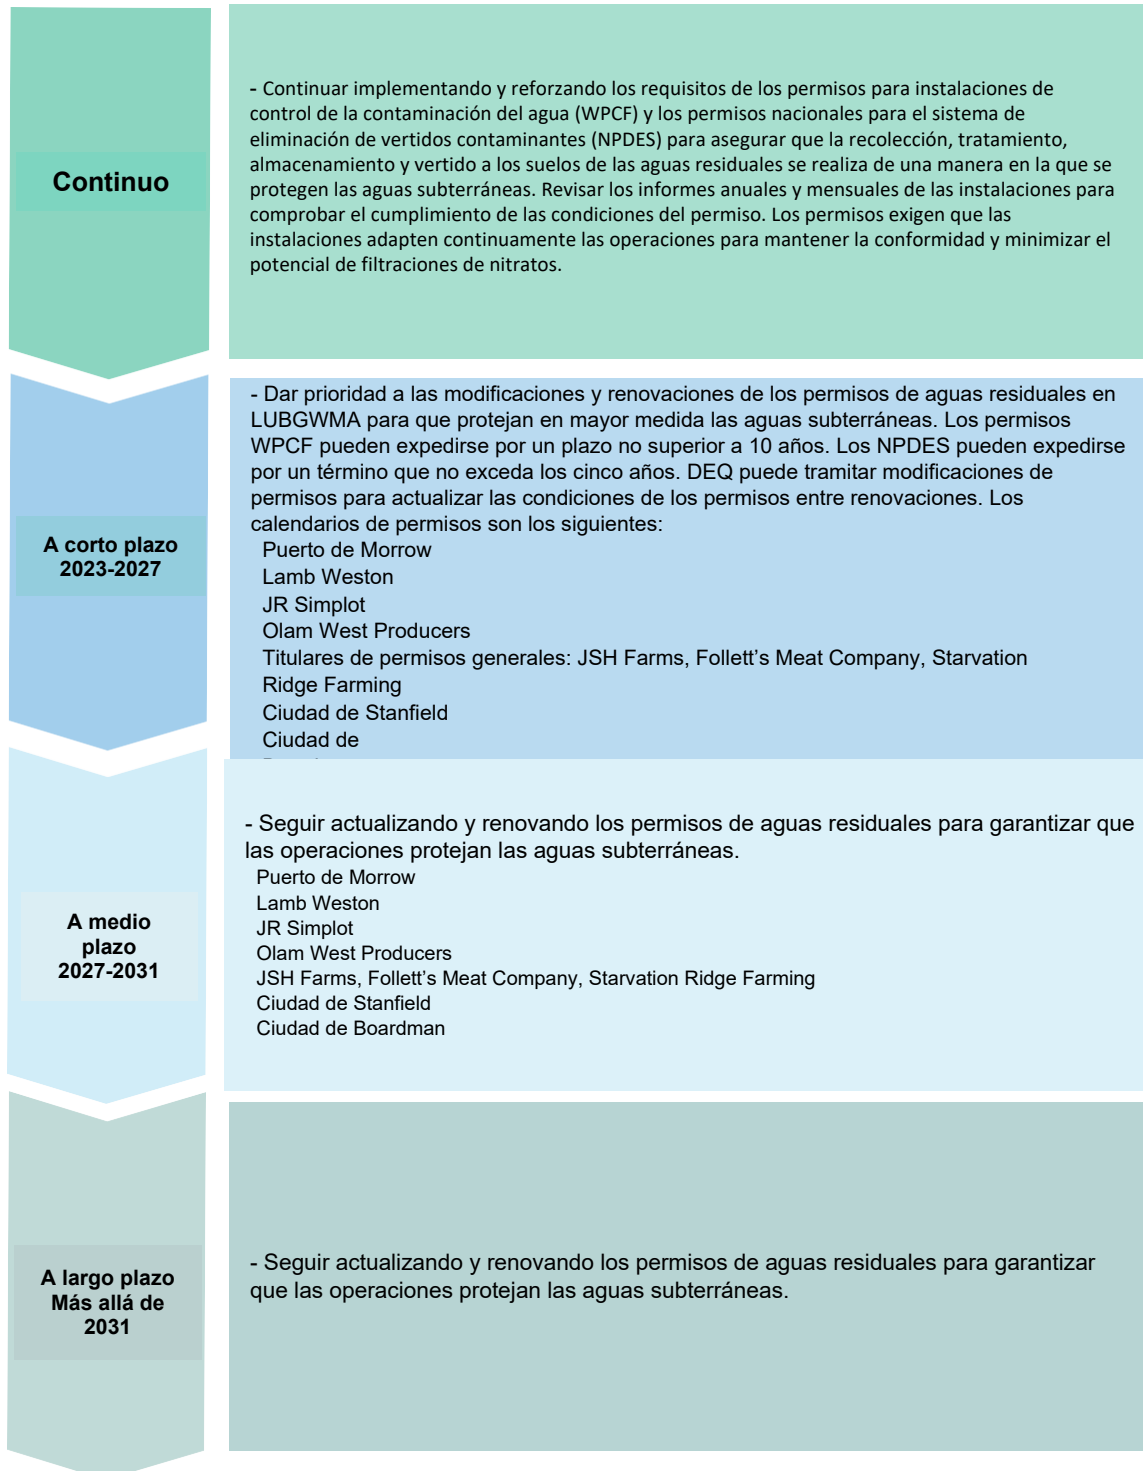 Continuo
- Continuar implementando y reforzando los requisitos de los permisos para instalaciones de
control de la contaminación del agua (WPCF) y los permisos nacionales para el sistema de
eliminación de vertidos contaminantes (NPDES) para asegurar que la recolección, tratamiento,
almacenamiento y vertido a los suelos de las aguas residuales se realiza de una manera en la que se
protegen las aguas subterráneas. Revisar los informes anuales y mensuales de las instalaciones para
comprobar el cumplimiento de las condiciones del permiso. Los permisos exigen que las
instalaciones adapten continuamente las operaciones para mantener la conformidad y minimizar el
potencial de filtraciones de nitratos.
A corto plazo
2023-2027
- Dar prioridad a las modificaciones y renovaciones de los permisos de aguas residuales en
LUBGWMA para que protejan en mayor medida las aguas subterráneas. Los permisos
WPCF pueden expedirse por un plazo no superior a 10 años. Los NPDES pueden expedirse
por un término que no exceda los cinco años. DEQ puede tramitar modificaciones de
permisos para actualizar las condiciones de los permisos entre renovaciones. Los
calendarios de permisos son los siguientes:
Puerto de Morrow
Lamb Weston
JR Simplot
Olam West Producers
Titulares de permisos generales: JSH Farms, Follett’s Meat Company, Starvation
Ridge Farming
Ciudad de Stanfield
Ciudad de
A medio
plazo
2027-2031
- Seguir actualizando y renovando los permisos de aguas residuales para garantizar que
las operaciones protejan las aguas subterráneas.
Puerto de Morrow
Lamb Weston
JR Simplot
Olam West Producers
JSH Farms, Follett’s Meat Company, Starvation Ridge Farming
Ciudad de Stanfield
Ciudad de Boardman
A largo plazo
Más allá de
2031
- Seguir actualizando y renovando los permisos de aguas residuales para garantizar
que las operaciones protejan las aguas subterráneas.